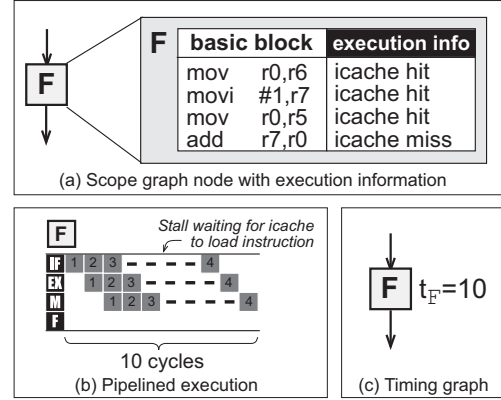 F
F
basic block execution info
mov r0,r6 icache hit
movi #1,r7 icache hit
mov r0,r5 icache hit
add r7,r0 icache miss
(a) Scope graph node with execution information
F
Stall waiting for icache
to load instruction
IF 1 2 3 4
EX 1 2 3 4
M 1 2 3 4
F
10 cycles
(b) Pipelined execution
F tF=10
(c) Timing graph